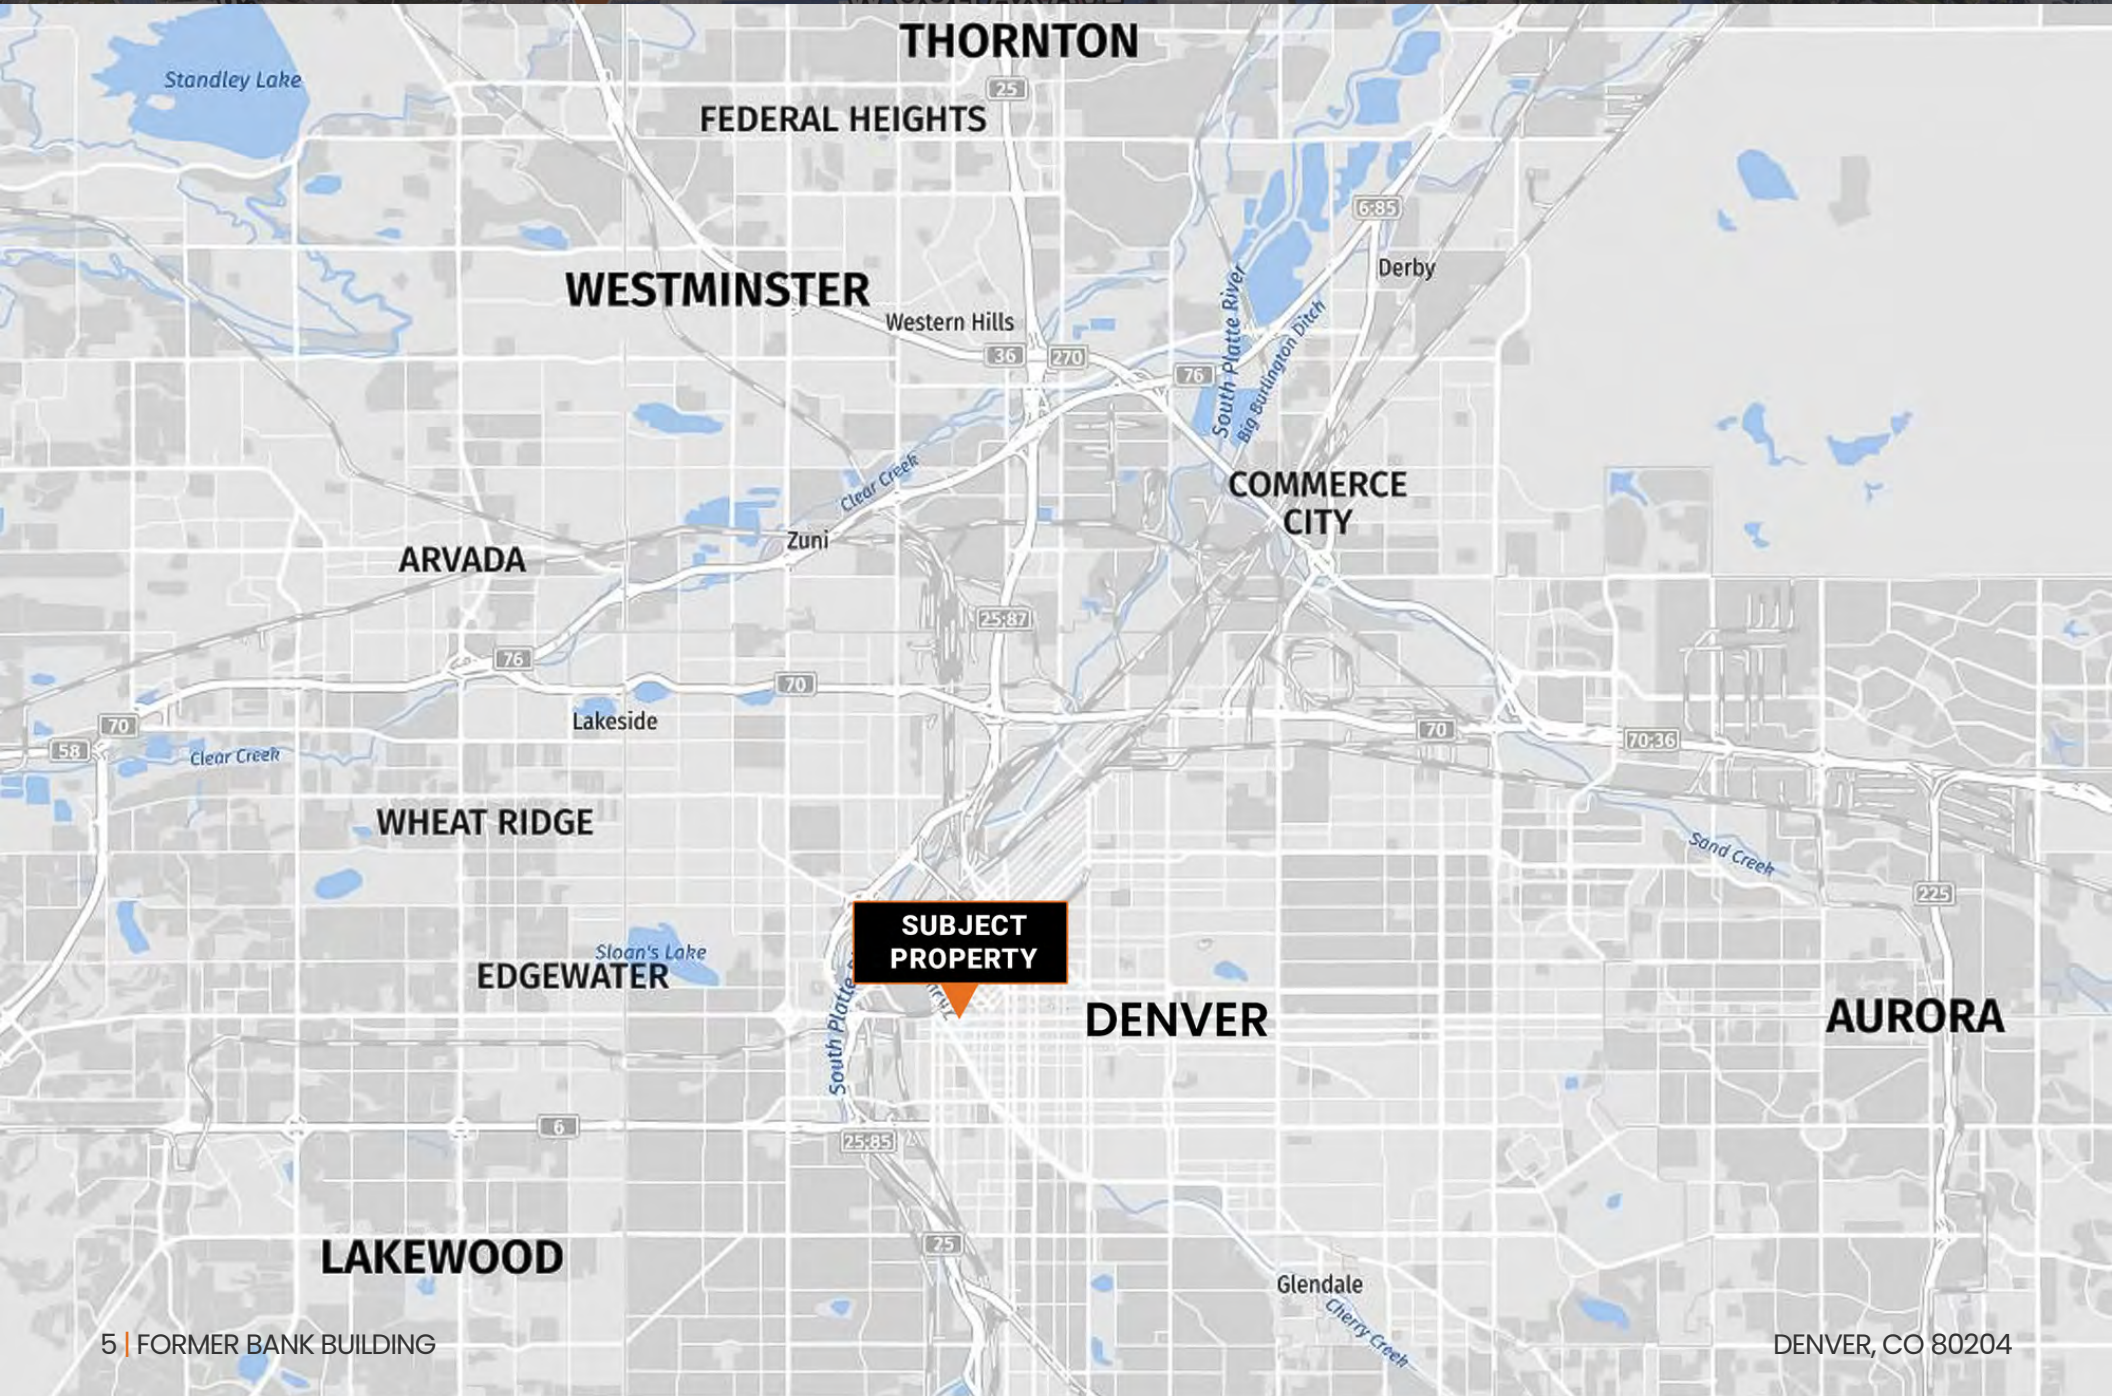 THORNTON
Standley Lake
25
FEDERAL HEIGHTS
6:85
Derby
WESTMINSTER
South Platte River
Big Burlington Ditch
Western Hills
36
270
76
Clear Creek
COMMERCE
CITY
Zuni
ARVADA
25:87
76
70
Lakeside
70
58
Clear Creek
70
70:36
WHEAT RIDGE
Sand Creek
225
SUBJECT
PROPERTY
Sloan's Lake
EDGEWATER
South Platte
DENVER
AURORA
6
25:85
25
LAKEWOOD
Glendale
Cherry Creek
5 | FORMER BANK BUILDING
DENVER, CO 80204